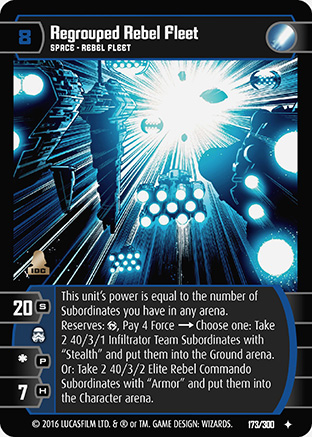 8
Regrouped Rebel Fleet
SPACE • REBEL FLEET
IDC
20 S
* P
7 H
This unit's power is equal to the number of
Subordinates you have in any arena.
Reserves: , Pay 4 Force → Choose one: Take
2 40/3/1 Infiltrator Team Subordinates with
"Stealth" and put them into the Ground arena.
Or: Take 2 40/3/2 Elite Rebel Commando
Subordinates with "Armor" and put them into
the Character arena.
© 2016 LUCASFILM LTD. & ® or TM. GAME DESIGN: WIZARDS. 173/300